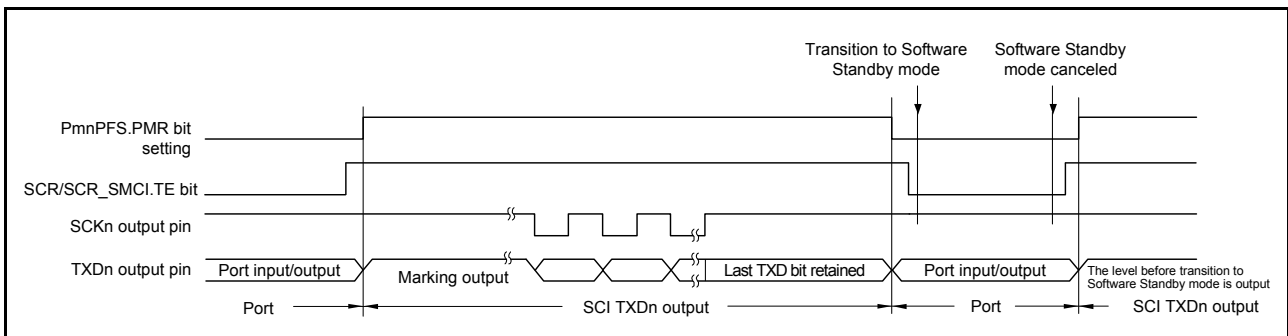 Transition to Software
Standby mode
Software Standby
mode canceled
PmnPFS.PMR bit
setting
SCR/SCR_SMCI.TE bit
SCKn output pin
TXDn output pin
Port input/output
Marking output
Last TXD bit retained
Port input/output
The level before transition to
Software Standby mode is output
Port
SCI TXDn output
Port
SCI TXDn output